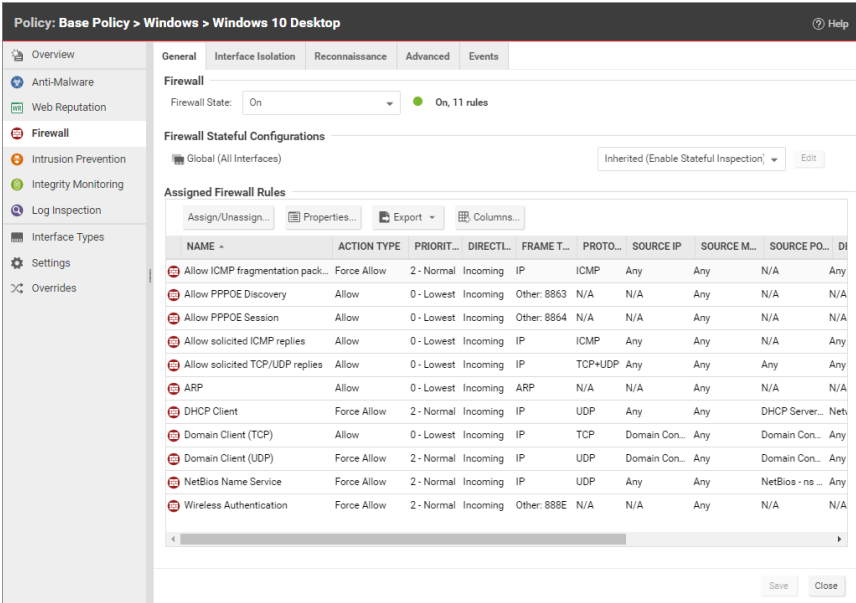 Policy: Base Policy > Windows > Windows 10 Desktop
Help
Overview
Anti-Malware
Web Reputation
Firewall
Intrusion Prevention
Integrity Monitoring
Log Inspection
Interface Types
Settings
Overrides
General Interface Isolation Reconnaissance Advanced Events
Firewall
Firewall State: On On, 11 rules
Firewall Stateful Configurations
Global (All Interfaces) Inherited (Enable Stateful Inspection) Edit
Assigned Firewall Rules
Assign/Unassign... Properties... Export Columns...
NAME ACTION TYPE PRIORIT... DIRECTI... FRAME T... PROTO... SOURCE IP SOURCE M... SOURCE PO... DE
Allow ICMP fragmentation pack... Force Allow 2 - Normal Incoming IP ICMP Any Any N/A Any
Allow PPPOE Discovery Allow 0 - Lowest Incoming Other: 8863 N/A N/A Any N/A N/A
Allow PPPOE Session Allow 0 - Lowest Incoming Other: 8864 N/A N/A Any N/A N/A
Allow solicited ICMP replies Allow 0 - Lowest Incoming IP ICMP Any Any N/A Any
Allow solicited TCP/UDP replies Allow 0 - Lowest Incoming IP TCP+UDP Any Any Any Any
ARP Allow 0 - Lowest Incoming ARP N/A N/A Any N/A N/A
DHCP Client Force Allow 2 - Normal Incoming IP UDP Any Any DHCP Server... Netw
Domain Client (TCP) Allow 0 - Lowest Incoming IP TCP Domain Con... Any Domain Con... Any
Domain Client (UDP) Force Allow 2 - Normal Incoming IP UDP Domain Con... Any Domain Con... Any
NetBios Name Service Force Allow 2 - Normal Incoming IP UDP Any Any NetBios - ns ... Any
Wireless Authentication Force Allow 2 - Normal Incoming Other: 888E N/A N/A Any N/A N/A
Save Close